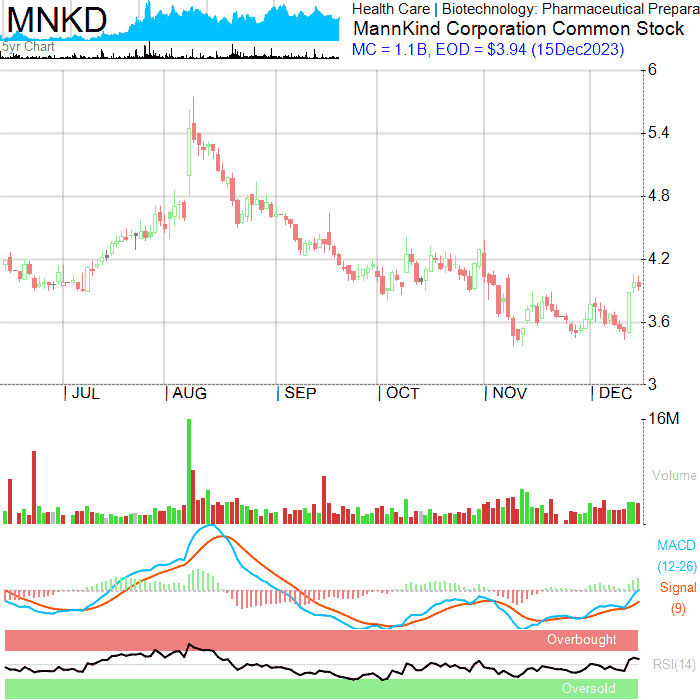 MNKD
5yr Chart
Health Care | Biotechnology: Pharmaceutical Prepara
MannKind Corporation Common Stock
MC = 1.1B, EOD = $3.94 (15Dec2023)
6
5.4
4.8
4.2
3.6
3
| JUL | AUG | SEP | OCT | NOV | DEC
16M
Volume
MACD
(12-26)
Signal
(9)
Overbought
RSI(14)
Oversold